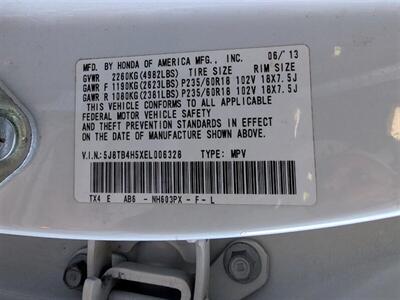 MFD. BY HONDA OF AMERICA MFG., INC. 06/13
GVWR 2260KG(4982LBS) TIRE SIZE RIM SIZE
GAWR F 1190KG(2623LBS) P235/60R18 102V 18X7.5J
GAWR R 1080KG(2381LBS) P235/60R18 102V 18X7.5J
THIS VEHICLE CONFORMS TO ALL APPLICABLE
FEDERAL MOTOR VEHICLE SAFETY, BUMPER,
AND THEFT PREVENTION STANDARDS IN EFFECT
ON THE DATE OF MANUFACTURE SHOWN ABOVE.
V.I.N.:5J8TB4H5XEL006326 TYPE: MPV
TX4 E AB6 -NH603PX-F-L